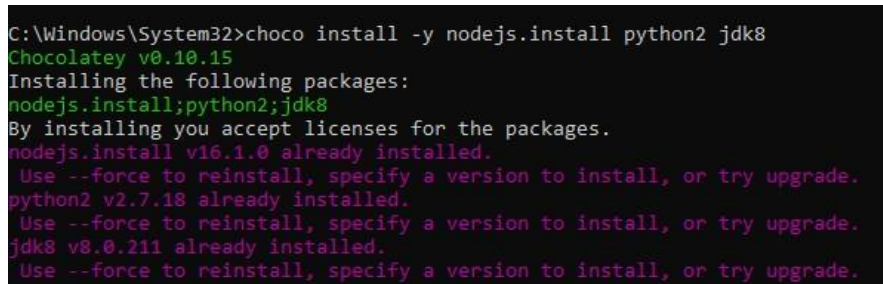 C:\Windows\System32>choco install -y nodejs.install python2 jdk8
Chocolatey v0.10.15
Installing the following packages:
nodejs.install;python2;jdk8
By installing you accept licenses for the packages.
nodejs.install v16.1.0 already installed.
Use --force to reinstall, specify a version to install, or try upgrade.
python2 v2.7.18 already installed.
Use --force to reinstall, specify a version to install, or try upgrade.
jdk8 v8.0.211 already installed.
Use --force to reinstall, specify a version to install, or try upgrade.